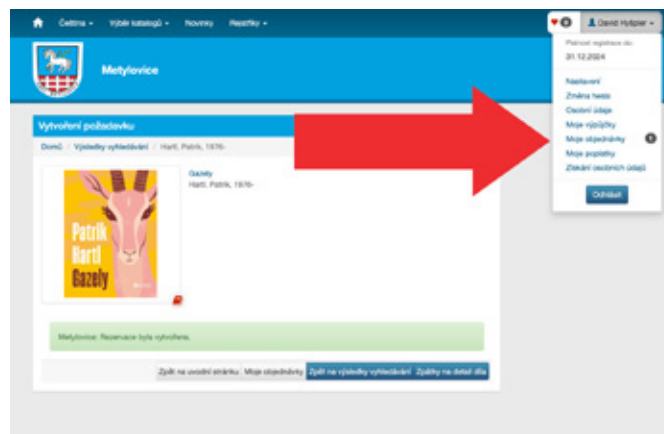 Čeština
Výběr katalogů
Novinky
Rejstříky
0
David Hyšpler
Platnost registrace do:
31.12.2024
Metylovice
Nastavení
Změna hesla
Osobní údaje
Moje výpůjčky
Moje objednávky
Moje poplatky
Získání osobních údajů
Odhlásit
Vytvoření požadavku
Domů / Výsledky vyhledávání / Hartl, Patrik, 1976-
Gazely
Hartl, Patrik, 1976-
Patrik
Hartl
Gazely
Metylovice: Rezervace byla vytvořena.
Zpět na úvodní stránku
Moje objednávky
Zpět na výsledky vyhledávání
Zpátky na detail díla